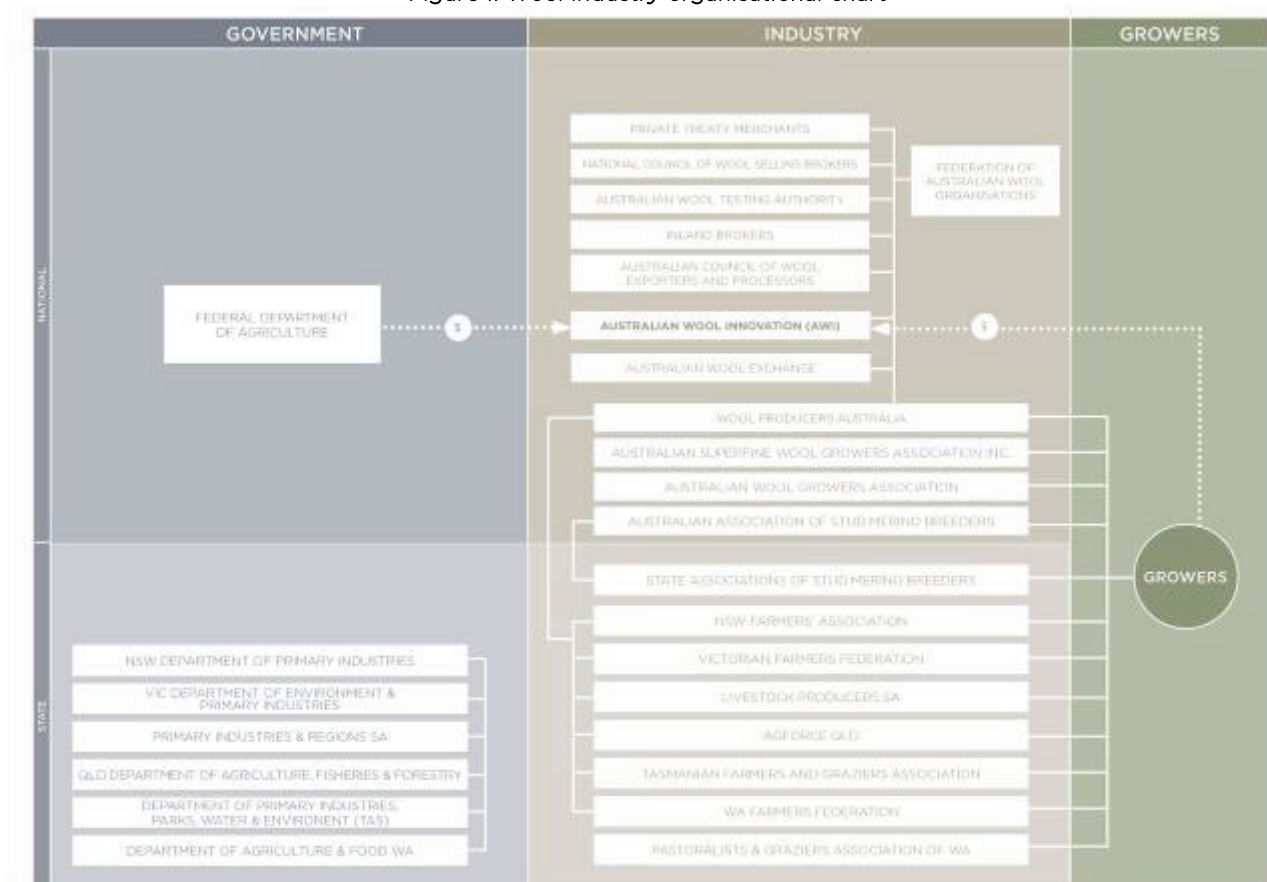 Figure 1: Wool industry organisational chart
GOVERNMENT
INDUSTRY
GROWERS
NATIONAL
PRIVATE TREATY MERCHANTS
NATIONAL COUNCIL OF WOOL SELLING BROKERS
AUSTRALIAN WOOL TESTING AUTHORITY
INLAND BROKERS
AUSTRALIAN COUNCIL OF WOOL
EXPORTERS AND PROCESSORS
FEDERATION OF
AUSTRALIAN WOOL
ORGANISATIONS
FEDERAL DEPARTMENT
OF AGRICULTURE
$
AUSTRALIAN WOOL INNOVATION (AWI)
$
AUSTRALIAN WOOL EXCHANGE
WOOL PRODUCERS AUSTRALIA
AUSTRALIAN SUPERFINE WOOL GROWERS ASSOCIATION INC.
AUSTRALIAN WOOL GROWERS ASSOCIATION
AUSTRALIAN ASSOCIATION OF STUD MERINO BREEDERS
GROWERS
STATE
STATE ASSOCIATIONS OF STUD MERINO BREEDERS
NSW FARMERS' ASSOCIATION
VICTORIAN FARMERS FEDERATION
LIVESTOCK PRODUCERS SA
AGFORCE QLD
TASMANIAN FARMERS AND GRAZIERS ASSOCIATION
WA FARMERS FEDERATION
PASTORALISTS & GRAZIERS ASSOCIATION OF WA
NSW DEPARTMENT OF PRIMARY INDUSTRIES
VIC DEPARTMENT OF ENVIRONMENT &
PRIMARY INDUSTRIES
PRIMARY INDUSTRIES & REGIONS SA
QLD DEPARTMENT OF AGRICULTURE, FISHERIES & FORESTRY
DEPARTMENT OF PRIMARY INDUSTRIES,
PARKS, WATER & ENVIRONENT (TAS)
DEPARTMENT OF AGRICULTURE & FOOD WA